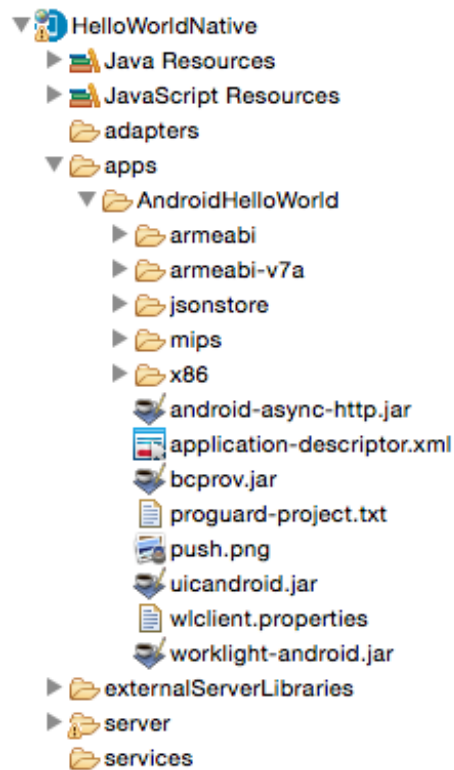 HelloWorldNative
Java Resources
JavaScript Resources
adapters
apps
AndroidHelloWorld
armeabi
armeabi-v7a
jsonstore
mips
x86
android-async-http.jar
application-descriptor.xml
bcprov.jar
proguard-project.txt
push.png
uicandroid.jar
wlclient.properties
worklight-android.jar
externalServerLibraries
server
services